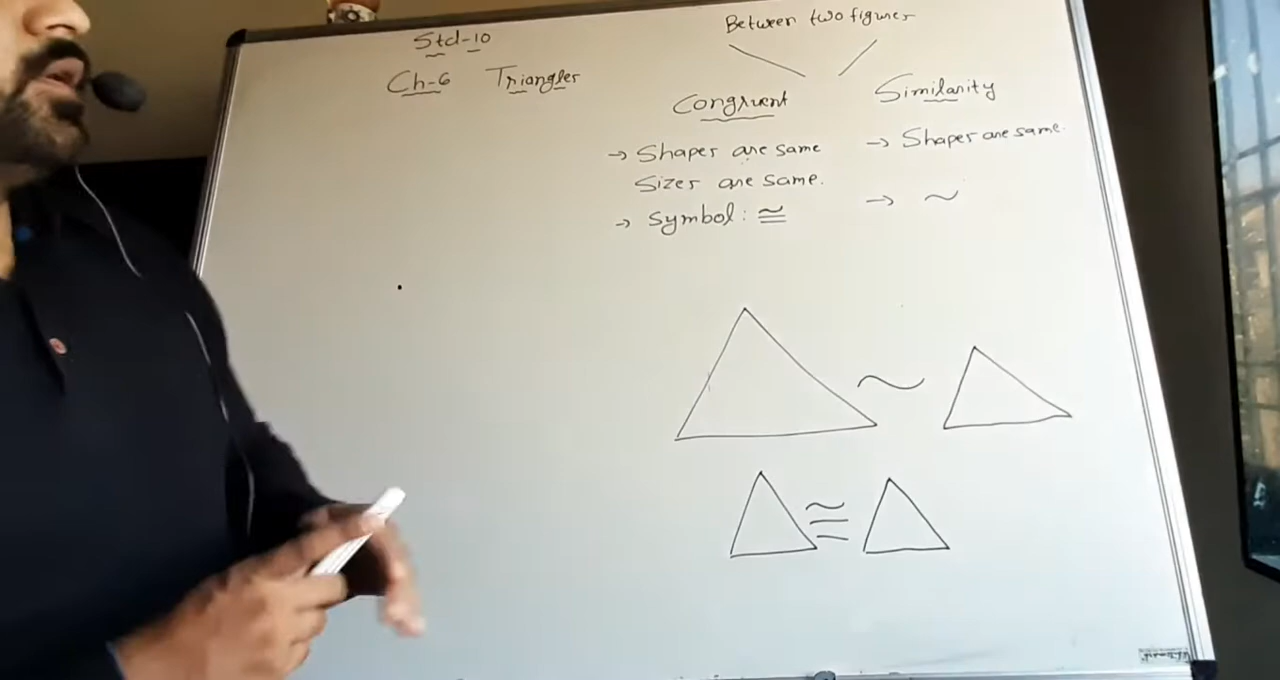 Std-10
Ch-6 Triangles
Between two figures
Congruent
→ Shapes are same
Sizes are same.
→ Symbol: ≅
Similarity
→ Shapes are same.
→ ~
~
≅